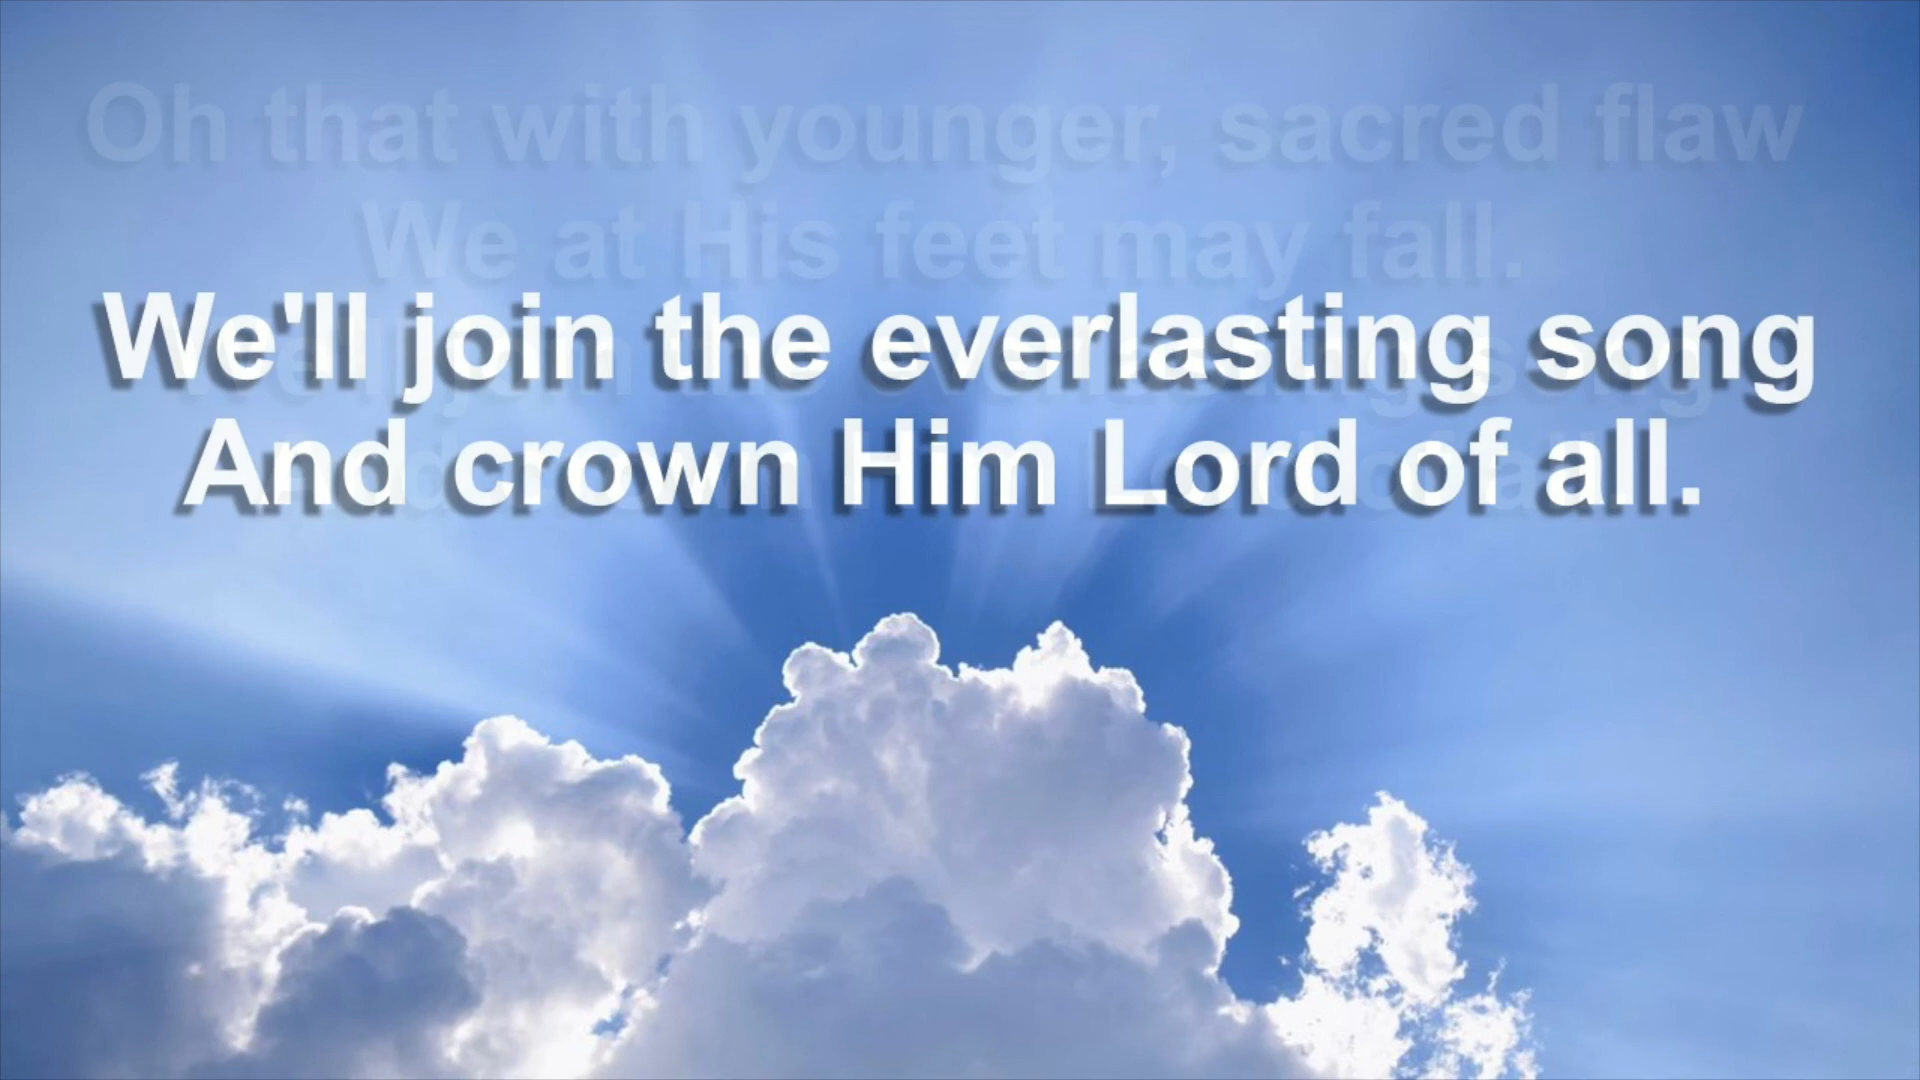 Oh that with younger, sacred flaw
We at His feet may fall.
We'll join the everlasting song
And crown Him Lord of all.